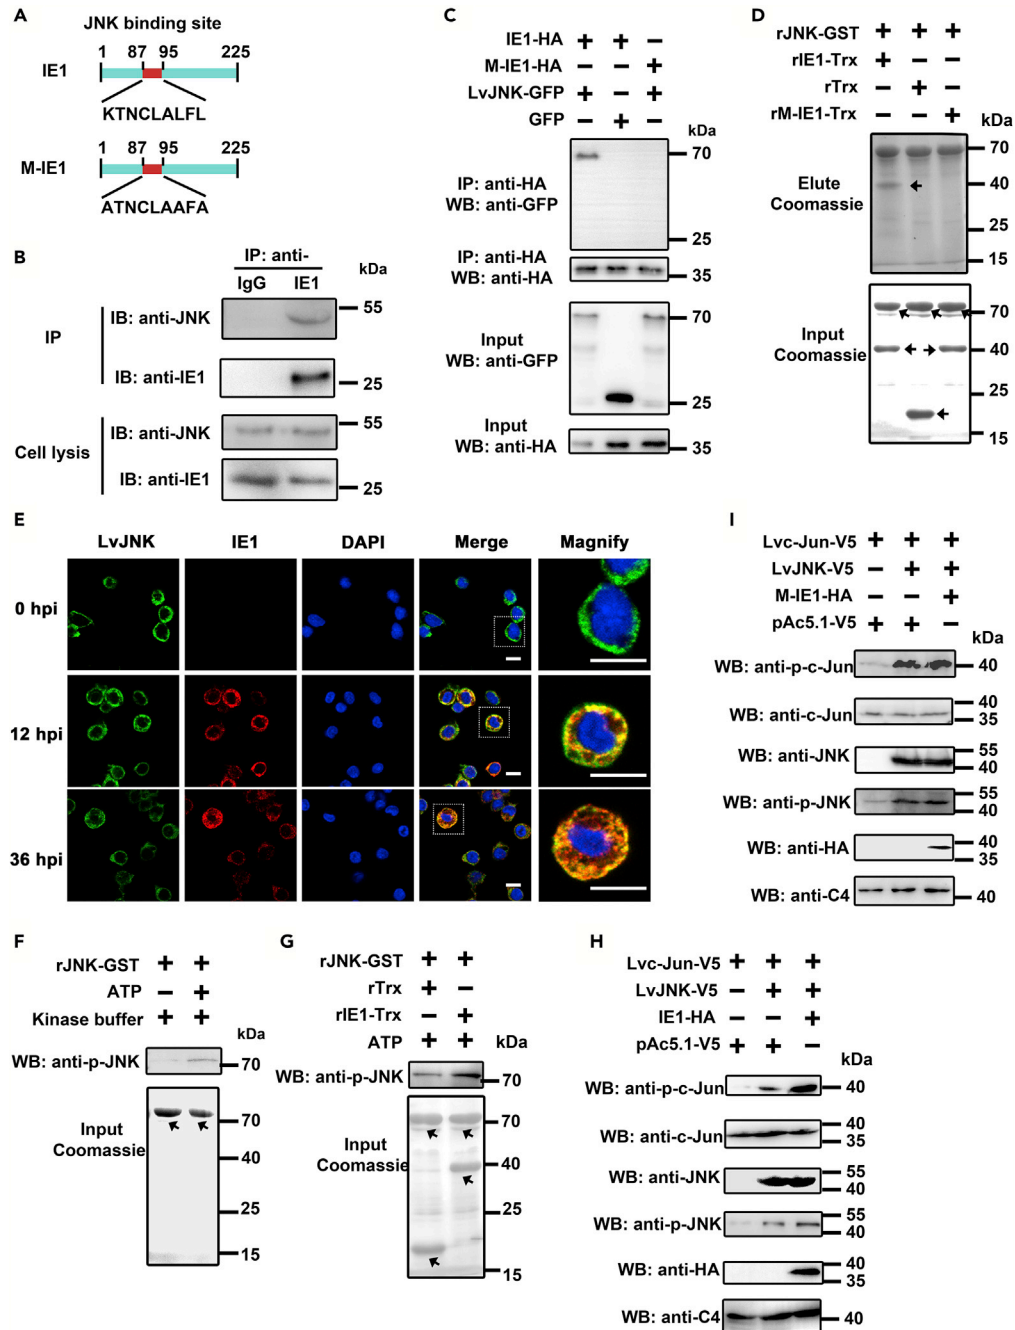 A
JNK binding site
1 87 95 225
IE1
KTNCLALFL
1 87 95 225
M-IE1
ATNCLAAFA
B
IP: anti-
IgG IE1 kDa
IP
IB: anti-JNK 55
IB: anti-IE1 25
Cell lysis
IB: anti-JNK 55
IB: anti-IE1 25
C
IE1-HA + + −
M-IE1-HA − − +
LvJNK-GFP + − +
GFP − + −
kDa
70
IP: anti-HA
WB: anti-GFP
25
IP: anti-HA
WB: anti-HA 35
70
Input
WB: anti-GFP
25
Input
WB: anti-HA 35
D
rJNK-GST + + +
rIE1-Trx + − −
rTrx − + −
rM-IE1-Trx − − +
kDa
70
Elute
Coomassie
40
25
15
70
Input
Coomassie
40
25
15
E
LvJNK IE1 DAPI Merge Magnify
0 hpi
12 hpi
36 hpi
I
Lvc-Jun-V5 + + +
LvJNK-V5 − + +
M-IE1-HA − − +
pAc5.1-V5 + + −
kDa
WB: anti-p-c-Jun 40
WB: anti-c-Jun 40
35
WB: anti-JNK 55
40
WB: anti-p-JNK 55
40
WB: anti-HA 40
35
WB: anti-C4 40
F
rJNK-GST + +
ATP − +
Kinase buffer + +
kDa
WB: anti-p-JNK 70
70
Input
Coomassie
40
25
15
G
rJNK-GST + +
rTrx + −
rIE1-Trx − +
ATP + + kDa
WB: anti-p-JNK 70
70
Input
Coomassie
40
25
15
H
Lvc-Jun-V5 + + +
LvJNK-V5 − + +
IE1-HA − − +
pAc5.1-V5 + + −
kDa
WB: anti-p-c-Jun 40
WB: anti-c-Jun 40
35
WB: anti-JNK 55
40
WB: anti-p-JNK 55
40
WB: anti-HA 40
35
WB: anti-C4 40